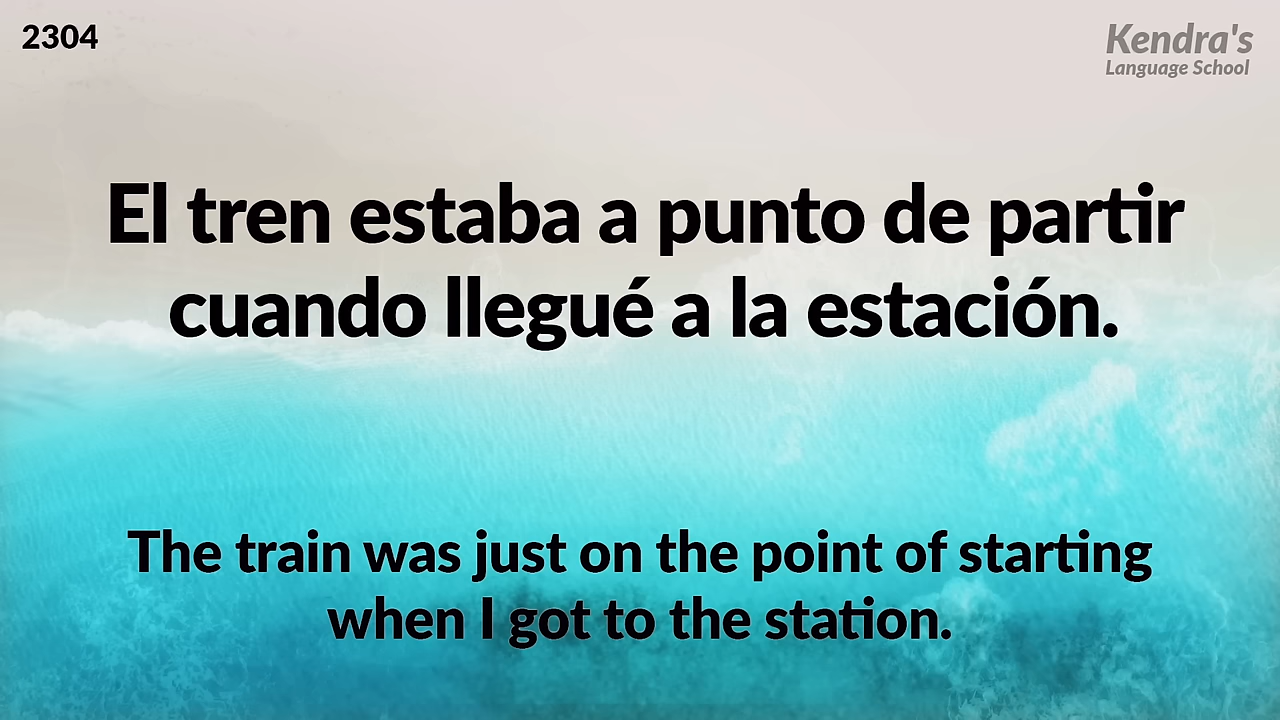 2304
Kendra's
Language School
El tren estaba a punto de partir
cuando llegué a la estación.
The train was just on the point of starting
when I got to the station.